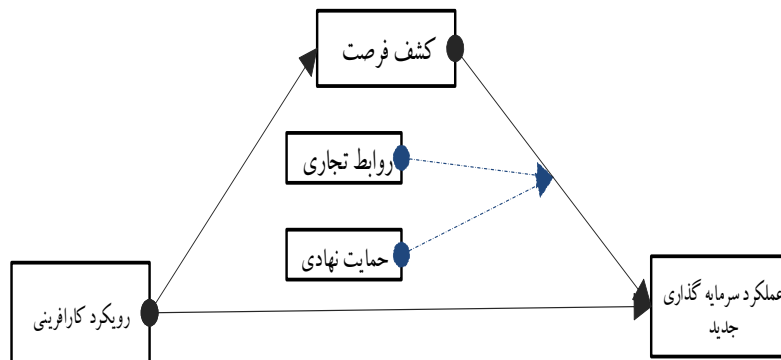 کشف فرصت
روابط تجاری
حمایت نهادی
رویکرد کارافرینی
عملکرد سرمایه گذاری
جدید